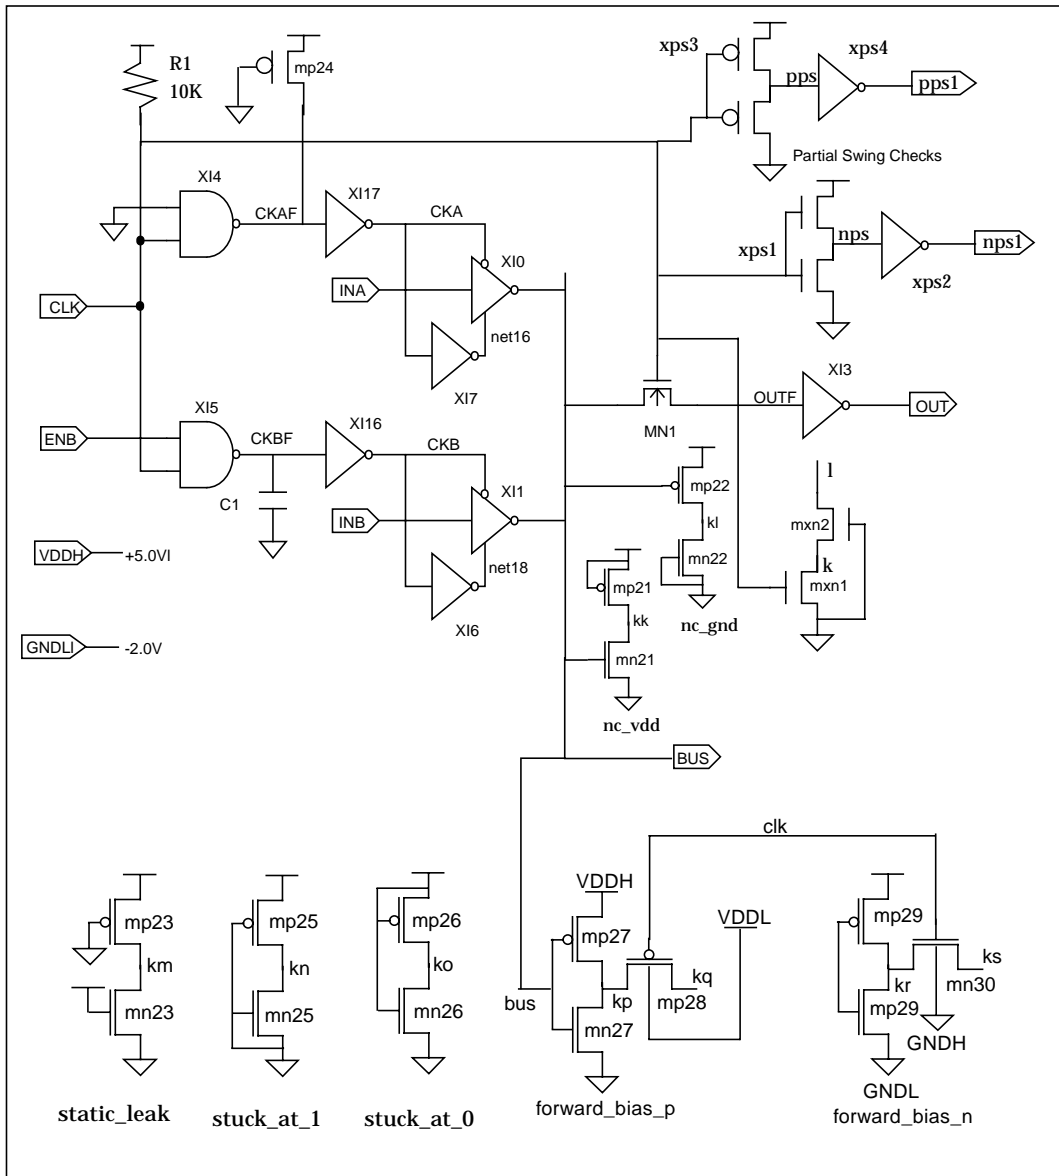 R1
10K
mp24
xps3
xps4
pps
pps1
Partial Swing Checks
XI4
XI17
CKAF
CKA
XI0
INA
net16
XI7
CLK
xps1
nps
nps1
xps2
XI3
OUTF
OUT
MN1
XI5
ENB
CKBF
XI16
CKB
XI1
C1
INB
net18
XI6
mp22
kl
mn22
nc_gnd
l
mxn2
k
mxn1
mp21
kk
mn21
nc_vdd
VDDH
+5.0VI
GNDLI
-2.0V
BUS
clk
mp23
km
mn23
static_leak
mp25
kn
mn25
stuck_at_1
mp26
ko
mn26
stuck_at_0
VDDH
mp27
bus
kp
mn27
kq
mp28
VDDL
forward_bias_p
mp29
kr
mp29
ks
mn30
GNDH
GNDL
forward_bias_n